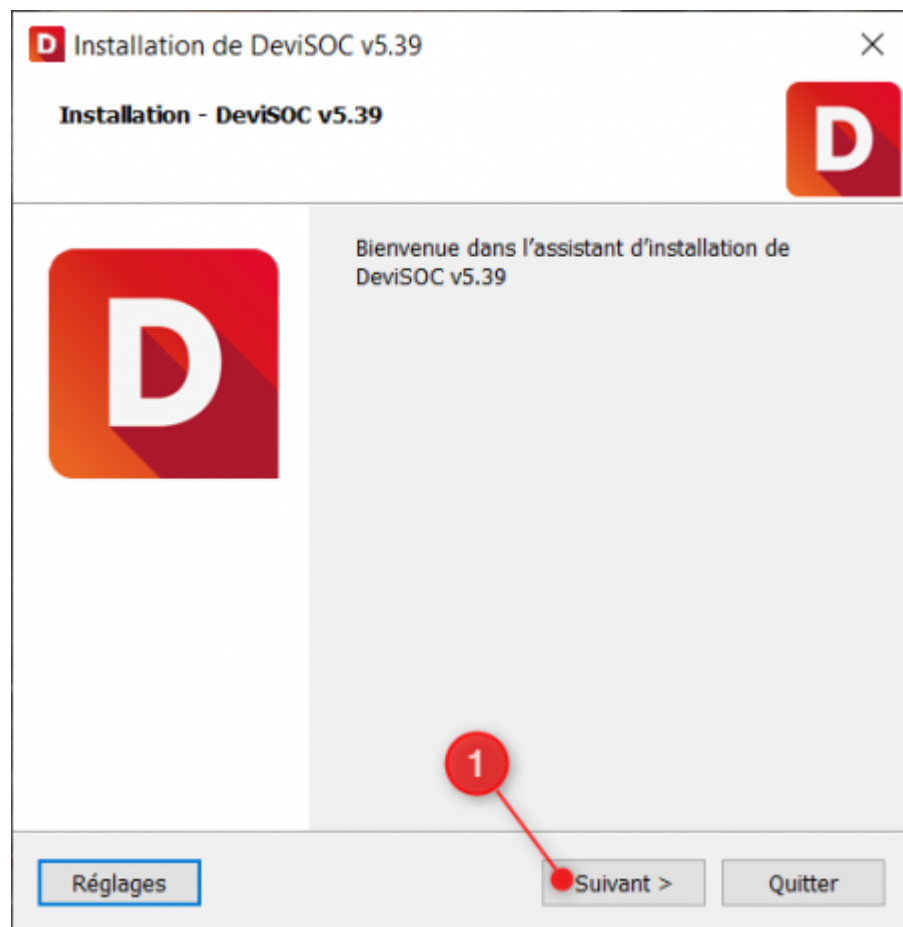 D Installation de DeviSOC v5.39
Installation - DeviSOC v5.39
D
D
Bienvenue dans l'assistant d'installation de
DeviSOC v5.39
1
Réglages
Suivant >
Quitter